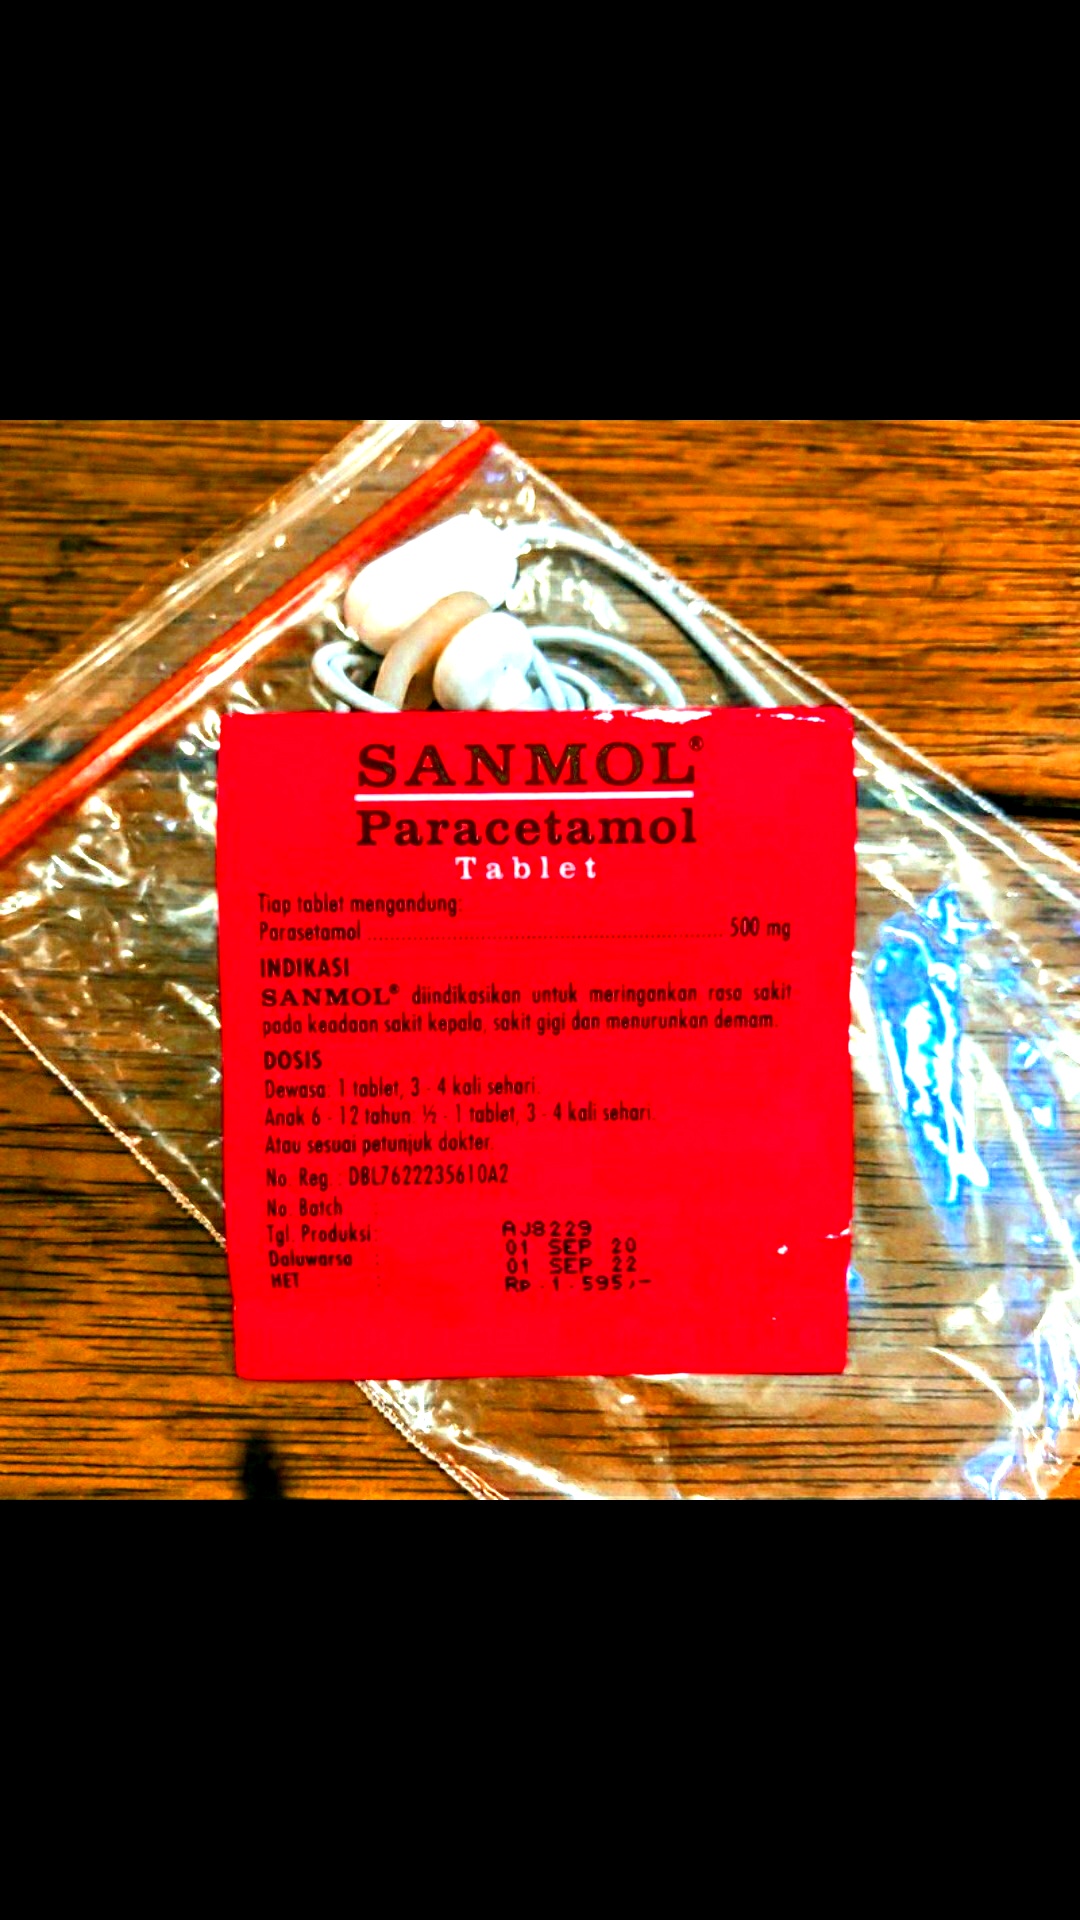 SANMOL®
Paracetamol
Tablet
Tiap tablet mengandung:
Parasetamol ........................ 500 mg
INDIKASI
SANMOL® diindikasikan untuk meringankan rasa sakit
pada keadaan sakit kepala, sakit gigi dan menurunkan demam.
DOSIS
Dewasa: 1 tablet, 3 - 4 kali sehari.
Anak 6 - 12 tahun: ½ - 1 tablet, 3 - 4 kali sehari.
Atau sesuai petunjuk dokter.
No. Reg : DBL7622235610A2
No. Batch AJ8229
Tgl. Produksi : 01 SEP 20
Daluwarsa : 01 SEP 22
HET : Rp. 1.595,-